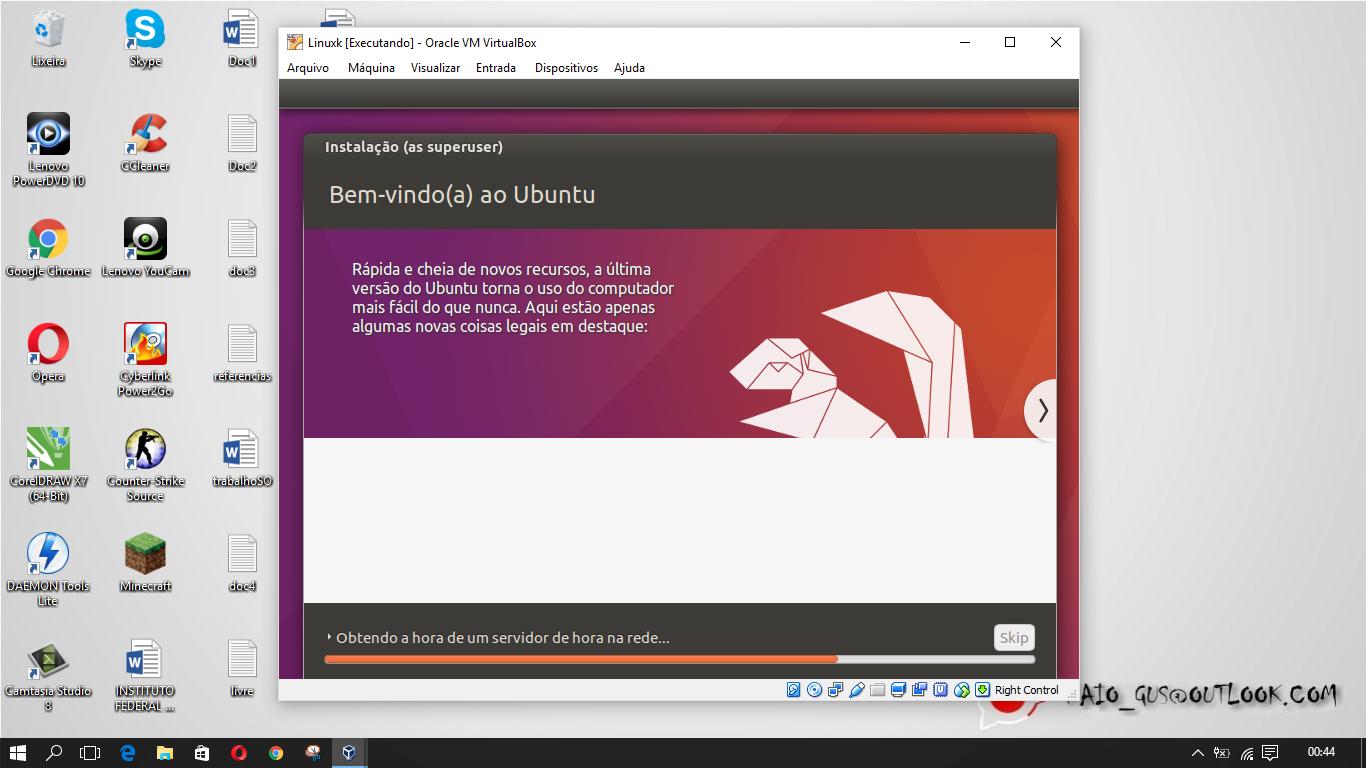 Lixeira
Skype
Doc1
Lenovo
PowerDVD 10
CCleaner
Doc2
Google Chrome
Lenovo YouCam
doc3
Opera
Cyberlink
Power2Go
referencias
CorelDRAW X7
(64-Bit)
Counter-Strike
Source
trabalhoSO
DAEMON Tools
Lite
Minecraft
doc4
Camtasia Studio
8
INSTITUTO
FEDERAL ...
livre
Linuxk [Executando] - Oracle VM VirtualBox
Arquivo Máquina Visualizar Entrada Dispositivos Ajuda
Instalação (as superuser)
Bem-vindo(a) ao Ubuntu
Rápida e cheia de novos recursos, a última
versão do Ubuntu torna o uso do computador
mais fácil do que nunca. Aqui estão apenas
algumas novas coisas legais em destaque:
Obtendo a hora de um servidor de hora na rede...
Skip
Right Control
AIO_GUS@OUTLOOK.COM
00:44